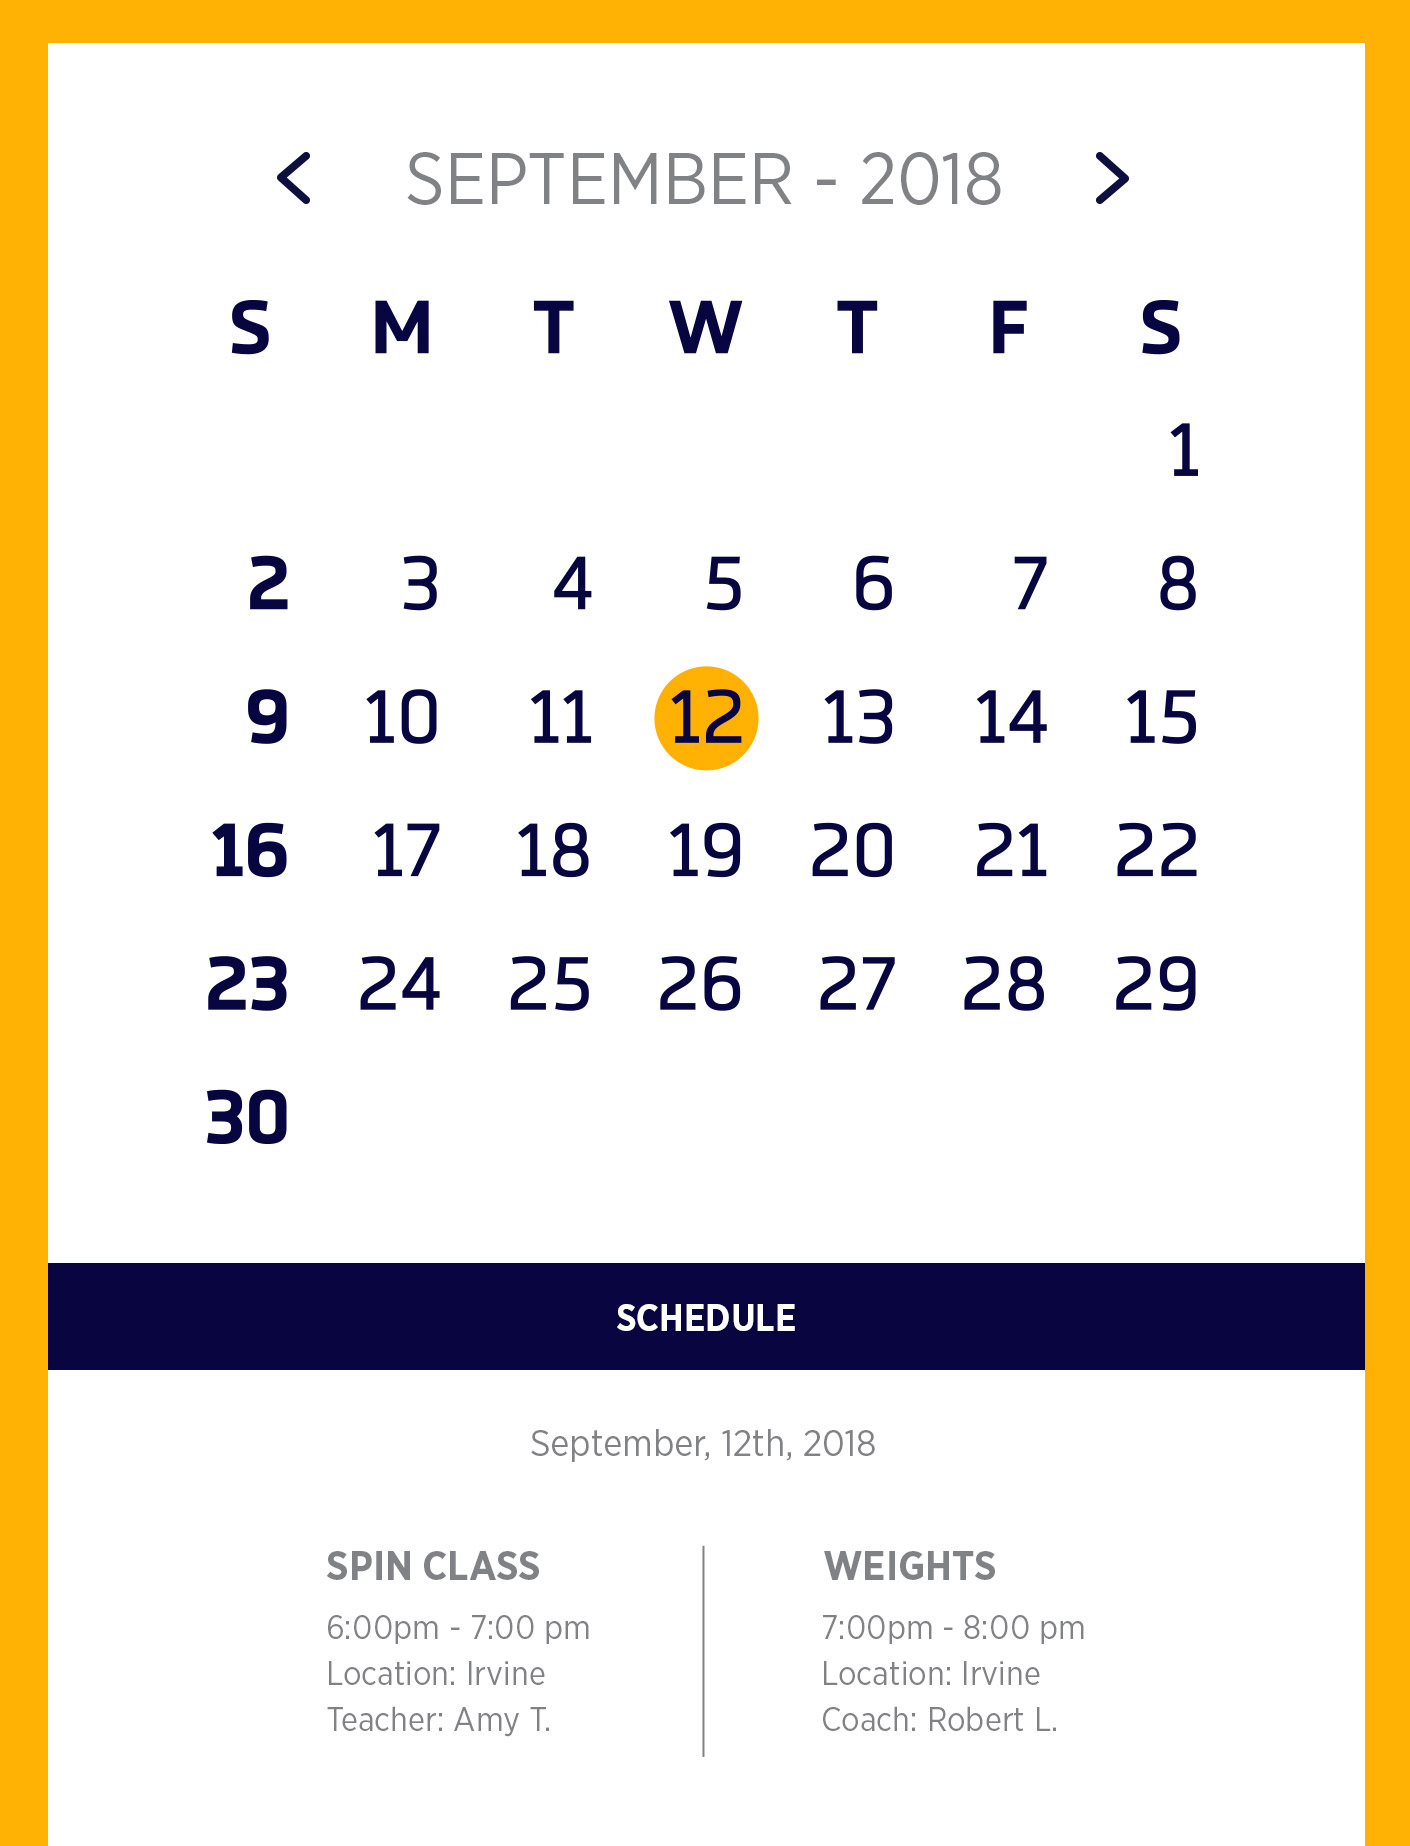 SEPTEMBER - 2018
S M T W T F S
1
2 3 4 5 6 7 8
9 10 11 12 13 14 15
16 17 18 19 20 21 22
23 24 25 26 27 28 29
30
SCHEDULE
September, 12th, 2018
SPIN CLASS
6:00pm - 7:00 pm
Location: Irvine
Teacher: Amy T.
WEIGHTS
7:00pm - 8:00 pm
Location: Irvine
Coach: Robert L.